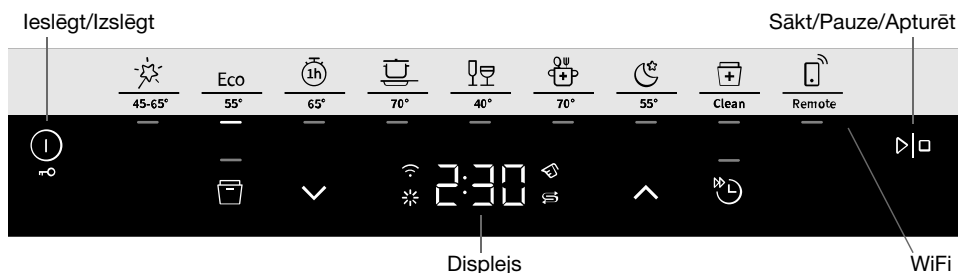 Ieslēgt/Izslēgt Sākt/Pauze/Apturēt
1h
Eco
45-65° 55° 65° 70° 40° 70° 55° Clean Remote
2:30
Displejs WiFi